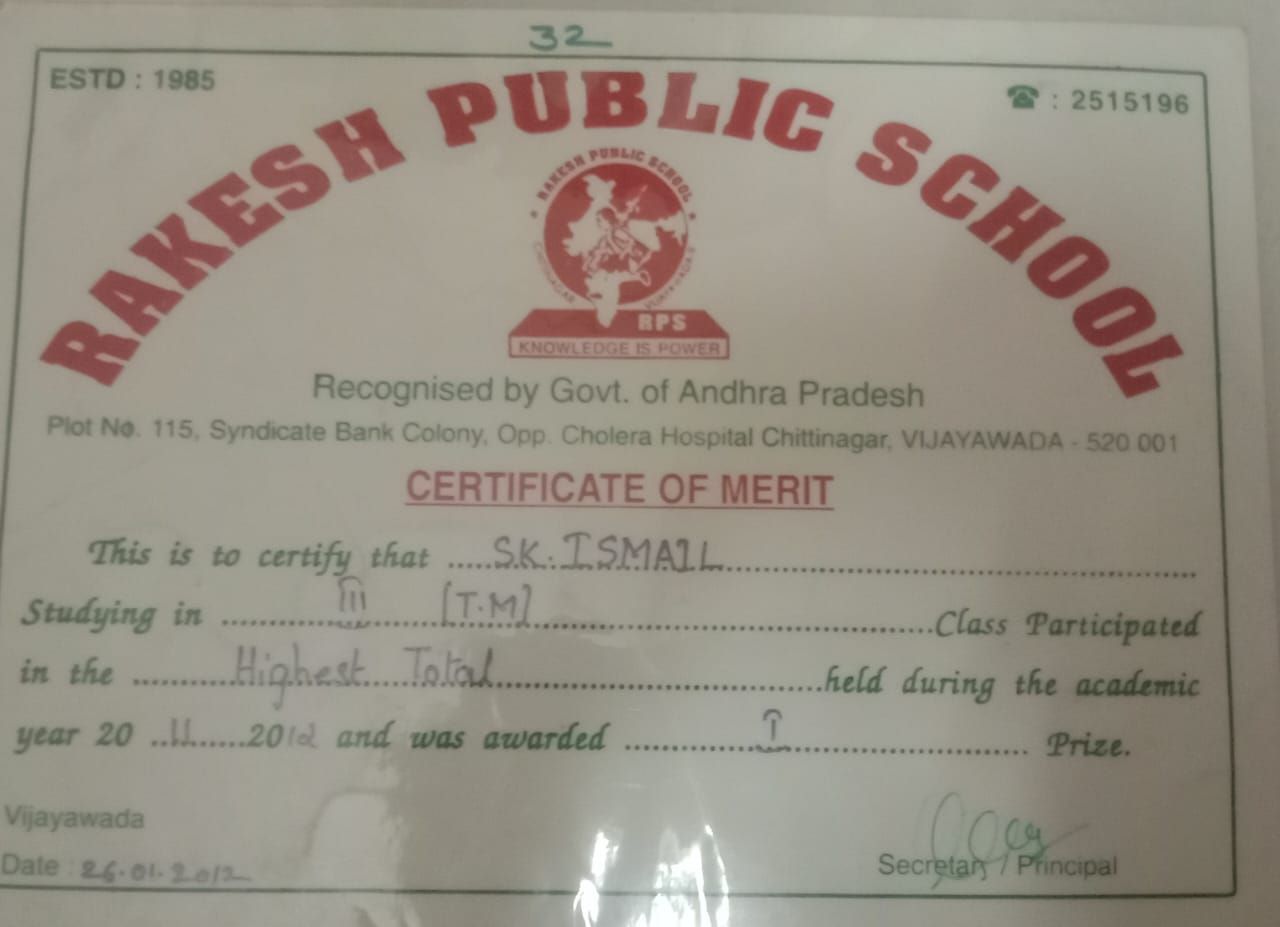 32
ESTD : 1985
☎ : 2515196
RAKESH PUBLIC SCHOOL
RAKESH PUBLIC SCHOOL
CHITTINAGAR VIJAYAWADA
RPS
KNOWLEDGE IS POWER
Recognised by Govt. of Andhra Pradesh
Plot No. 115, Syndicate Bank Colony, Opp. Cholera Hospital Chittinagar, VIJAYAWADA - 520 001
CERTIFICATE OF MERIT
This is to certify that .....S.K. ISMAIL..........
Studying in ..........III.....(T.M)..........Class Participated
in the ..........Highest Total..........held during the academic
year 20 ..11......2012 and was awarded ..........I.......... Prize.
Vijayawada
Date : 26.01.2012
Secretary / Principal